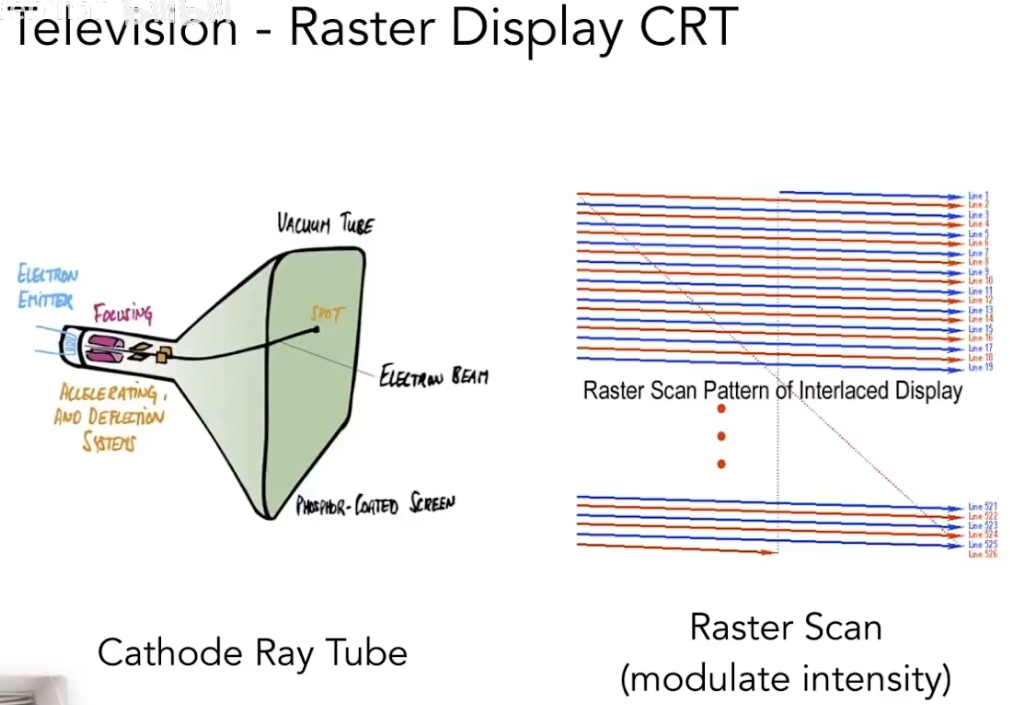 Television - Raster Display CRT
VACUUM TUBE
ELECTRON
EMITTER
FOCUSING
SPOT
ELECTRON BEAM
ACCELERATING,
AND DEFLECTION
SYSTEMS
PHOSPHOR-COATED SCREEN
Cathode Ray Tube
Line 1
Line 2
Line 3
Line 4
Line 5
Line 6
Line 7
Line 8
Line 9
Line 10
Line 11
Line 12
Line 13
Line 14
Line 15
Line 16
Line 17
Line 18
Line 19
Raster Scan Pattern of Interlaced Display
Line 521
Line 522
Line 523
Line 524
Line 525
Line 526
Raster Scan
(modulate intensity)